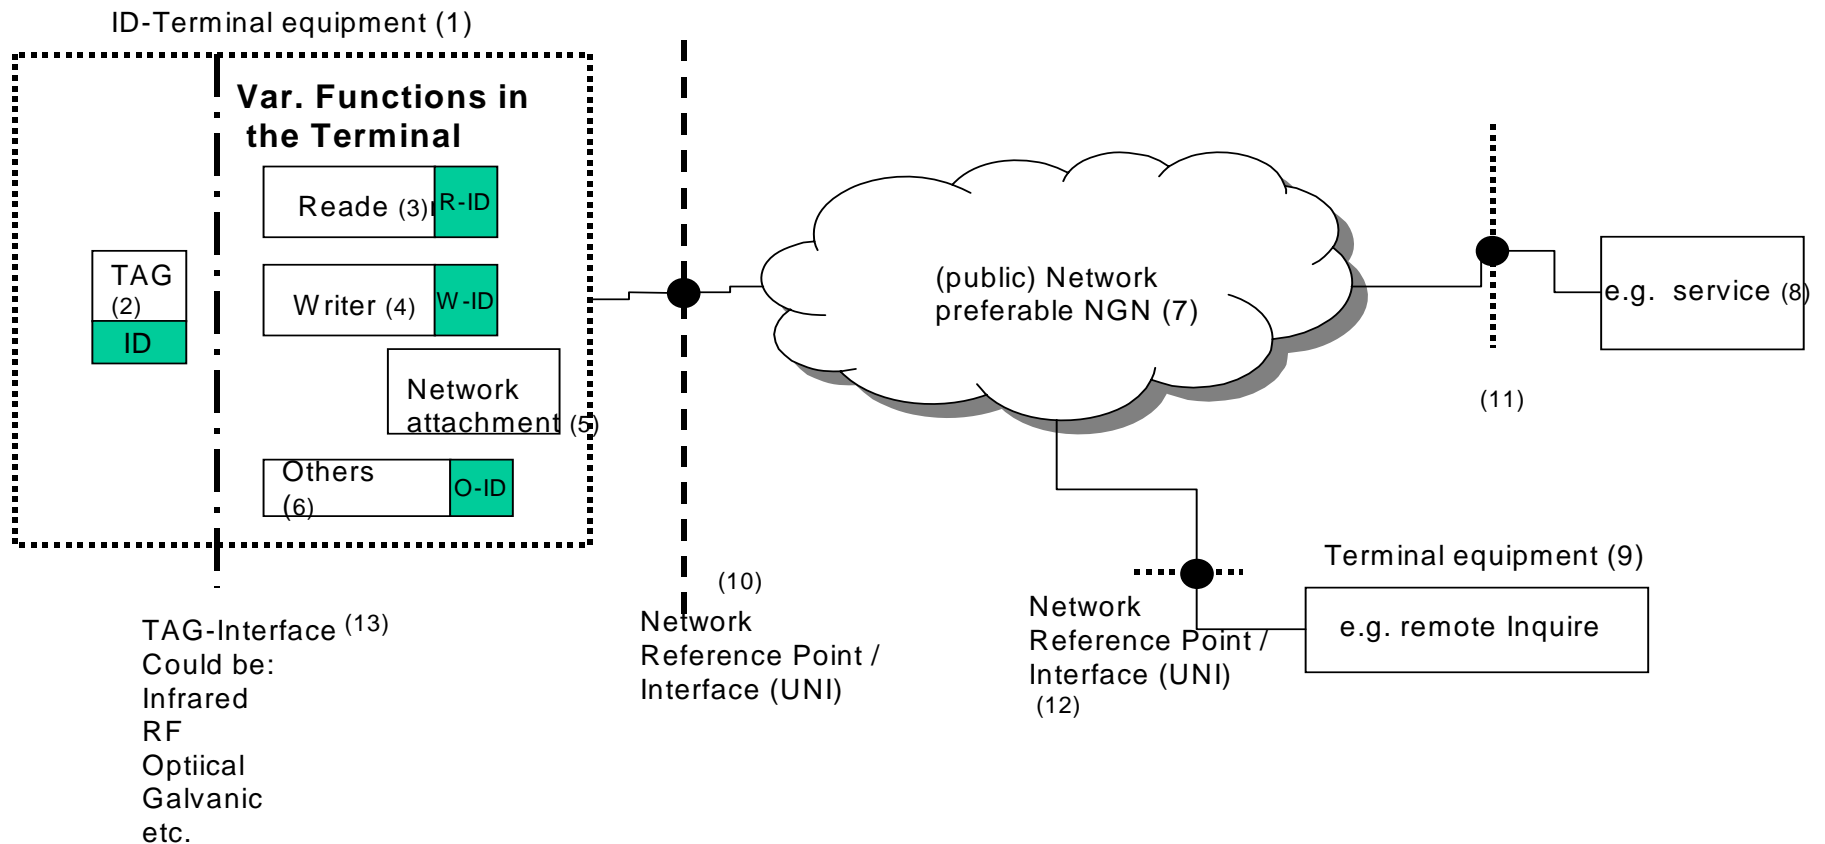 ID-Terminal equipment (1)
Var. Functions in
the Terminal
Reade (3)r
R-ID
TAG
(2)
ID
Writer (4)
W-ID
Network
attachment (5)
Others
(6)
O-ID
(public) Network
preferable NGN (7)
e.g. service (8)
(11)
Terminal equipment (9)
e.g. remote Inquire
(10)
Network
Reference Point /
Interface (UNI)
Network
Reference Point /
Interface (UNI)
(12)
TAG-Interface (13)
Could be:
Infrared
RF
Optiical
Galvanic
etc.